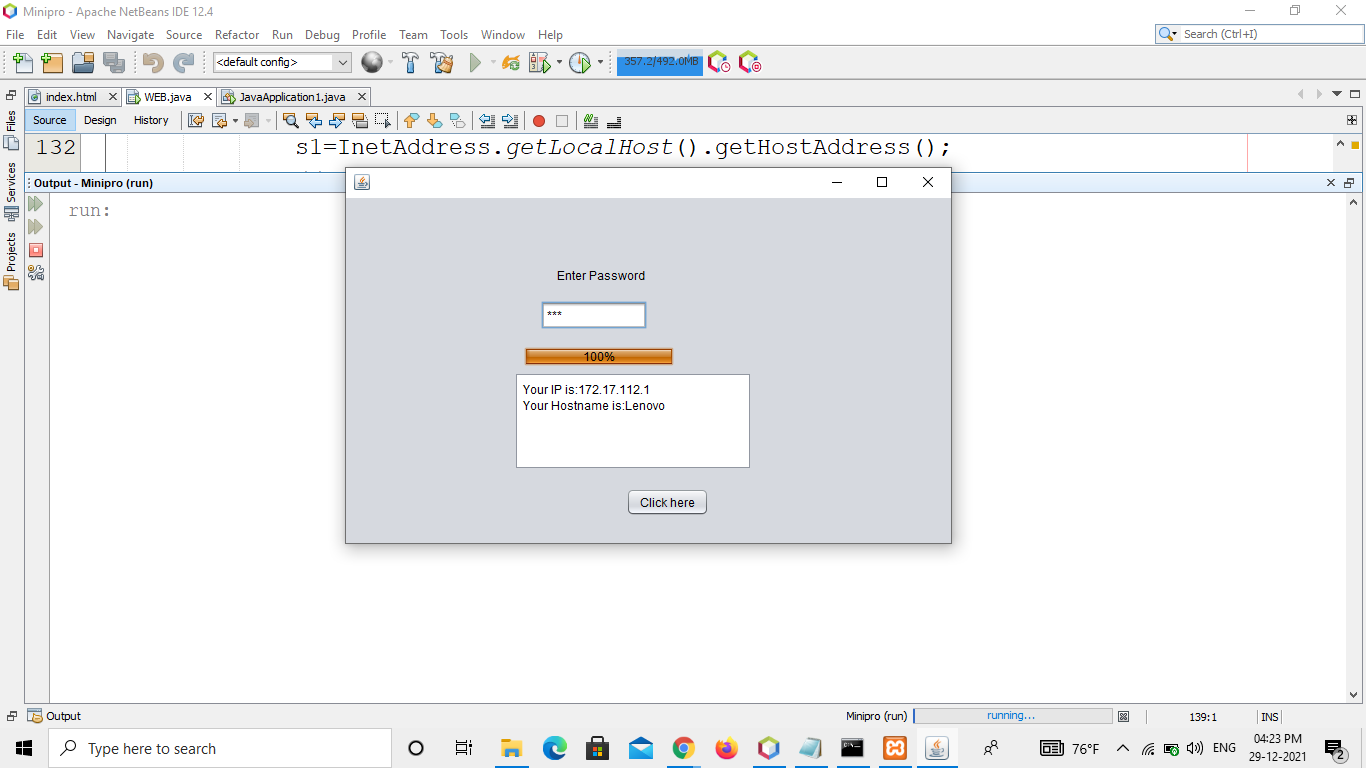 Minipro - Apache NetBeans IDE 12.4
File Edit View Navigate Source Refactor Run Debug Profile Team Tools Window Help
Search (Ctrl+I)
<default config>
357.2/492.0MB
index.html WEB.java JavaApplication1.java
Source Design History
132 s1=InetAddress.getLocalHost().getHostAddress();
Output - Minipro (run)
run:
Files
Services
Projects
Enter Password
***
100%
Your IP is:172.17.112.1
Your Hostname is:Lenovo
Click here
Output
Minipro (run) running... 139:1 INS
Type here to search
76°F ENG 04:23 PM
29-12-2021
2